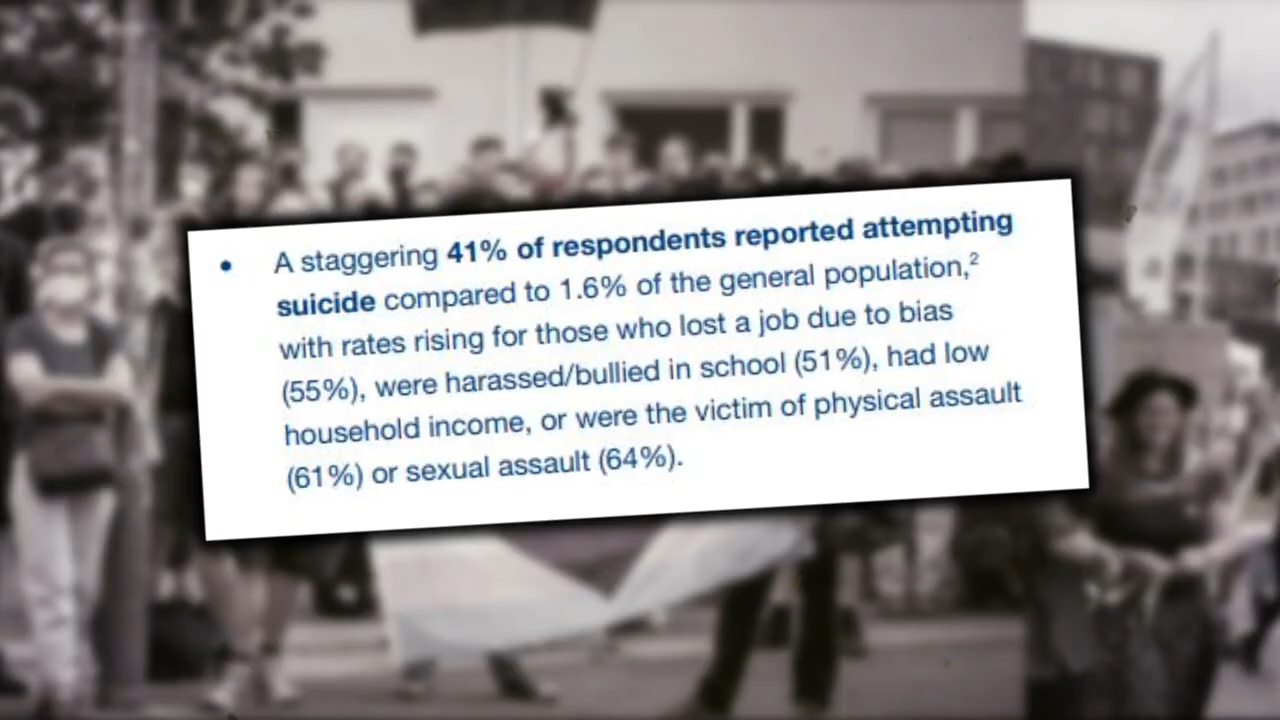 • A staggering 41% of respondents reported attempting
suicide compared to 1.6% of the general population,²
with rates rising for those who lost a job due to bias
(55%), were harassed/bullied in school (51%), had low
household income, or were the victim of physical assault
(61%) or sexual assault (64%).